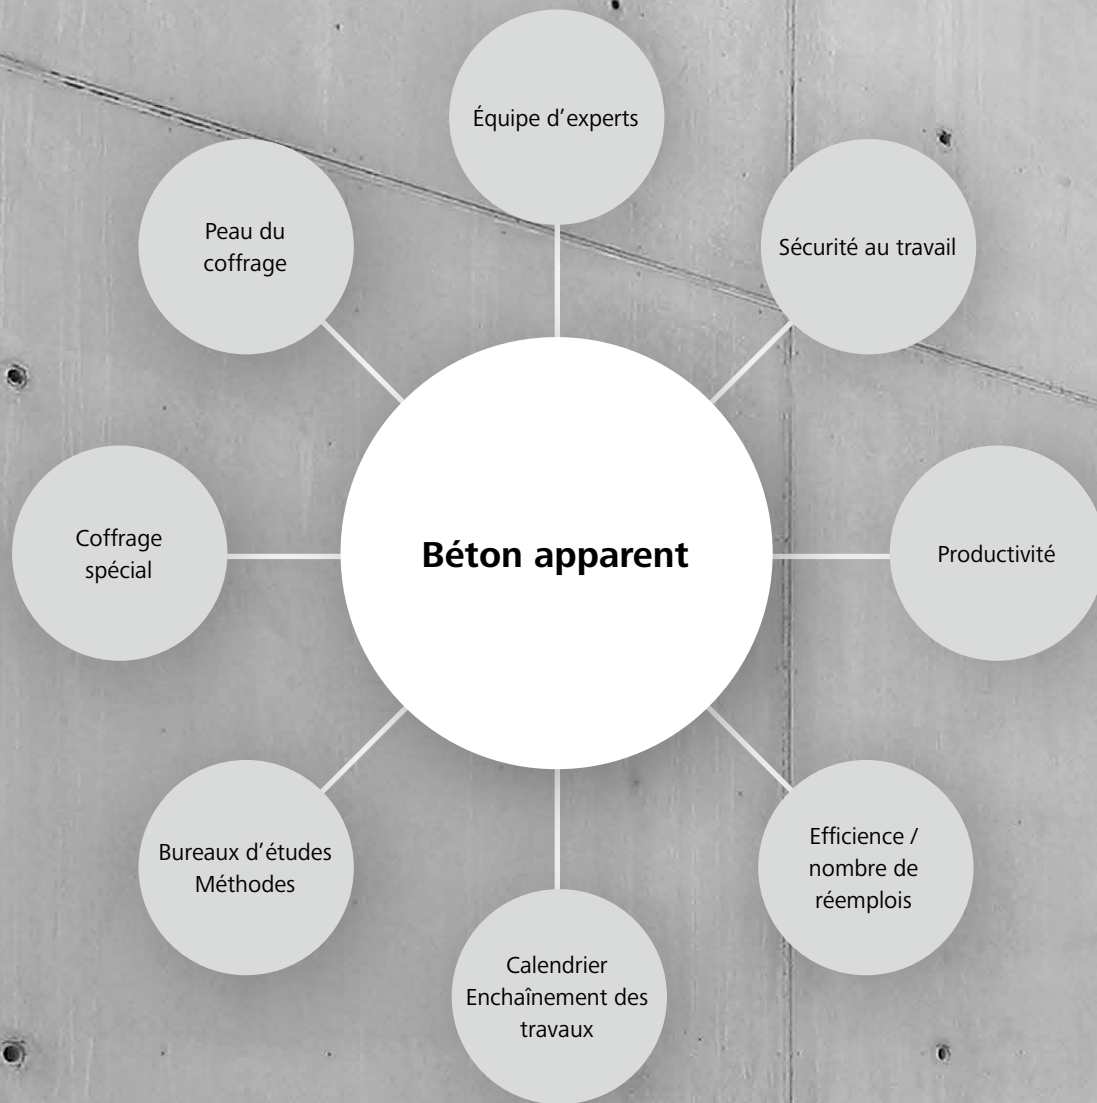 Équipe d’experts
Peau du
coffrage
Sécurité au travail
Coffrage
spécial
Béton apparent
Productivité
Bureaux d’études
Méthodes
Efficience /
nombre de
réemplois
Calendrier
Enchaînement des
travaux